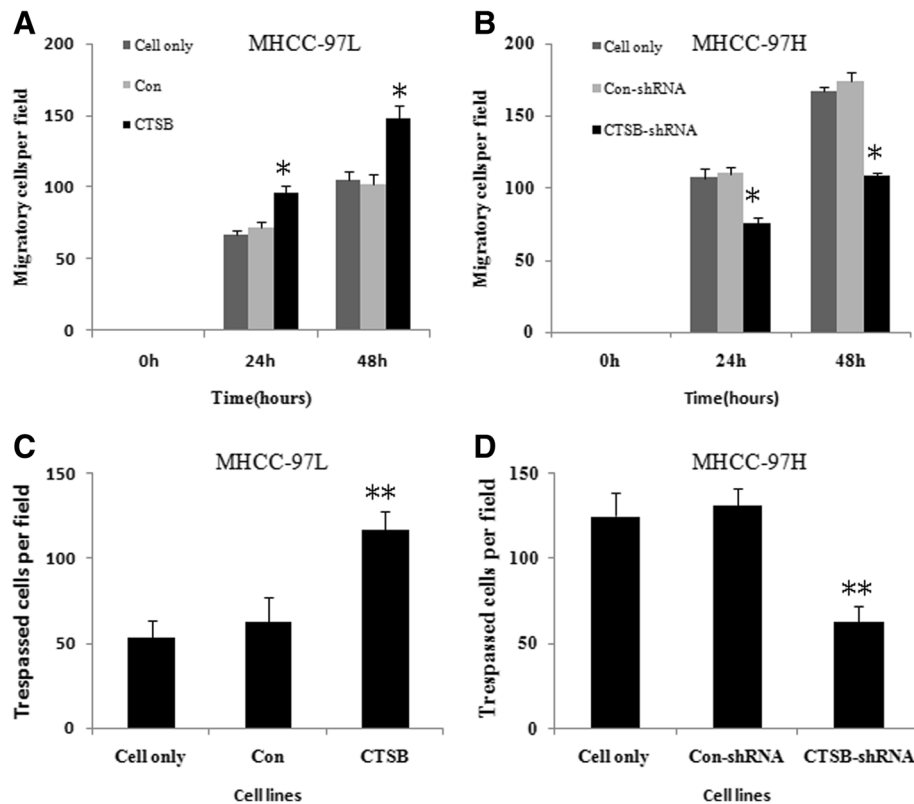 A
MHCC-97L
Migratory cells per field
200
150
100
50
0
Cell only
Con
CTSB
*
*
0h
24h
48h
Time(hours)
B
MHCC-97H
Migratory cells per field
200
150
100
50
0
Cell only
Con-shRNA
CTSB-shRNA
*
*
0h
24h
48h
Time(hours)
C
MHCC-97L
Trespassed cells per field
150
100
50
0
**
Cell only
Con
CTSB
Cell lines
D
MHCC-97H
Trespassed cells per field
150
100
50
0
**
Cell only
Con-shRNA
CTSB-shRNA
Cell lines